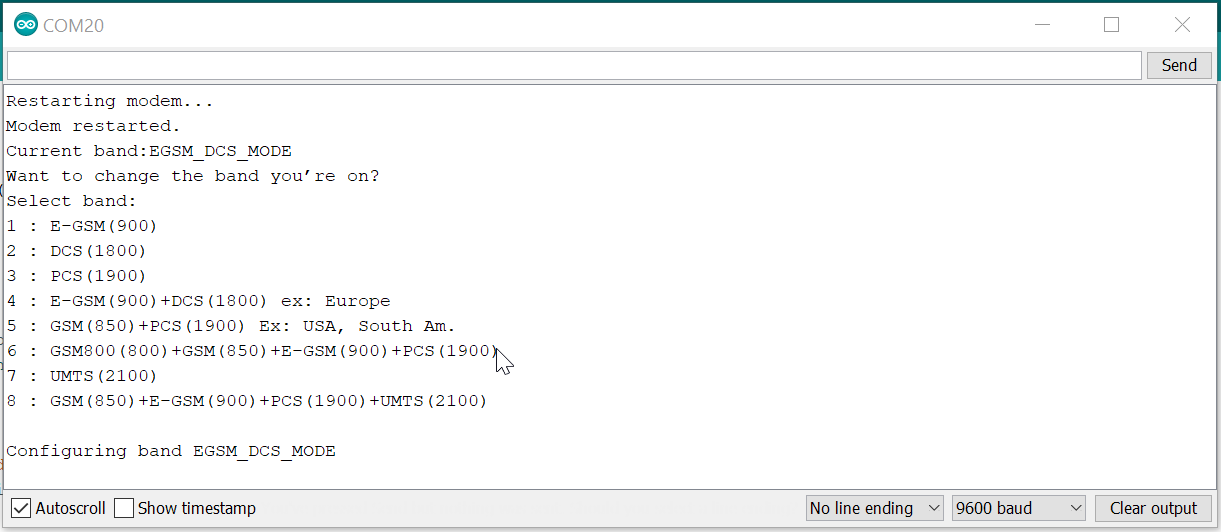 COM20
Send
Restarting modem...
Modem restarted.
Current band:EGSM_DCS_MODE
Want to change the band you’re on?
Select band:
1 : E-GSM(900)
2 : DCS(1800)
3 : PCS(1900)
4 : E-GSM(900)+DCS(1800) ex: Europe
5 : GSM(850)+PCS(1900) Ex: USA, South Am.
6 : GSM800(800)+GSM(850)+E-GSM(900)+PCS(1900)
7 : UMTS(2100)
8 : GSM(850)+E-GSM(900)+PCS(1900)+UMTS(2100)
Configuring band EGSM_DCS_MODE
Autoscroll Show timestamp No line ending 9600 baud Clear output